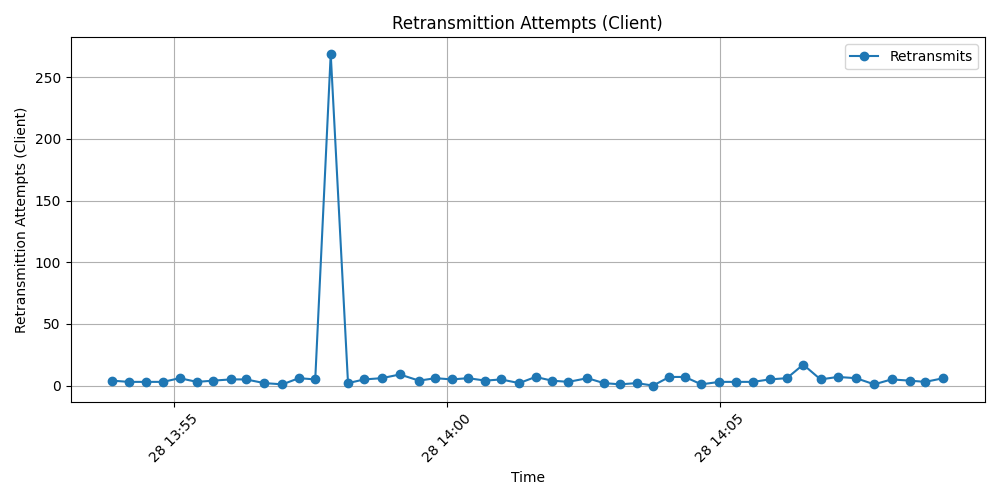 Retransmittion Attempts (Client)
Retransmits
Retransmittion Attempts (Client)
250
200
150
100
50
0
28 13:55
28 14:00
28 14:05
Time